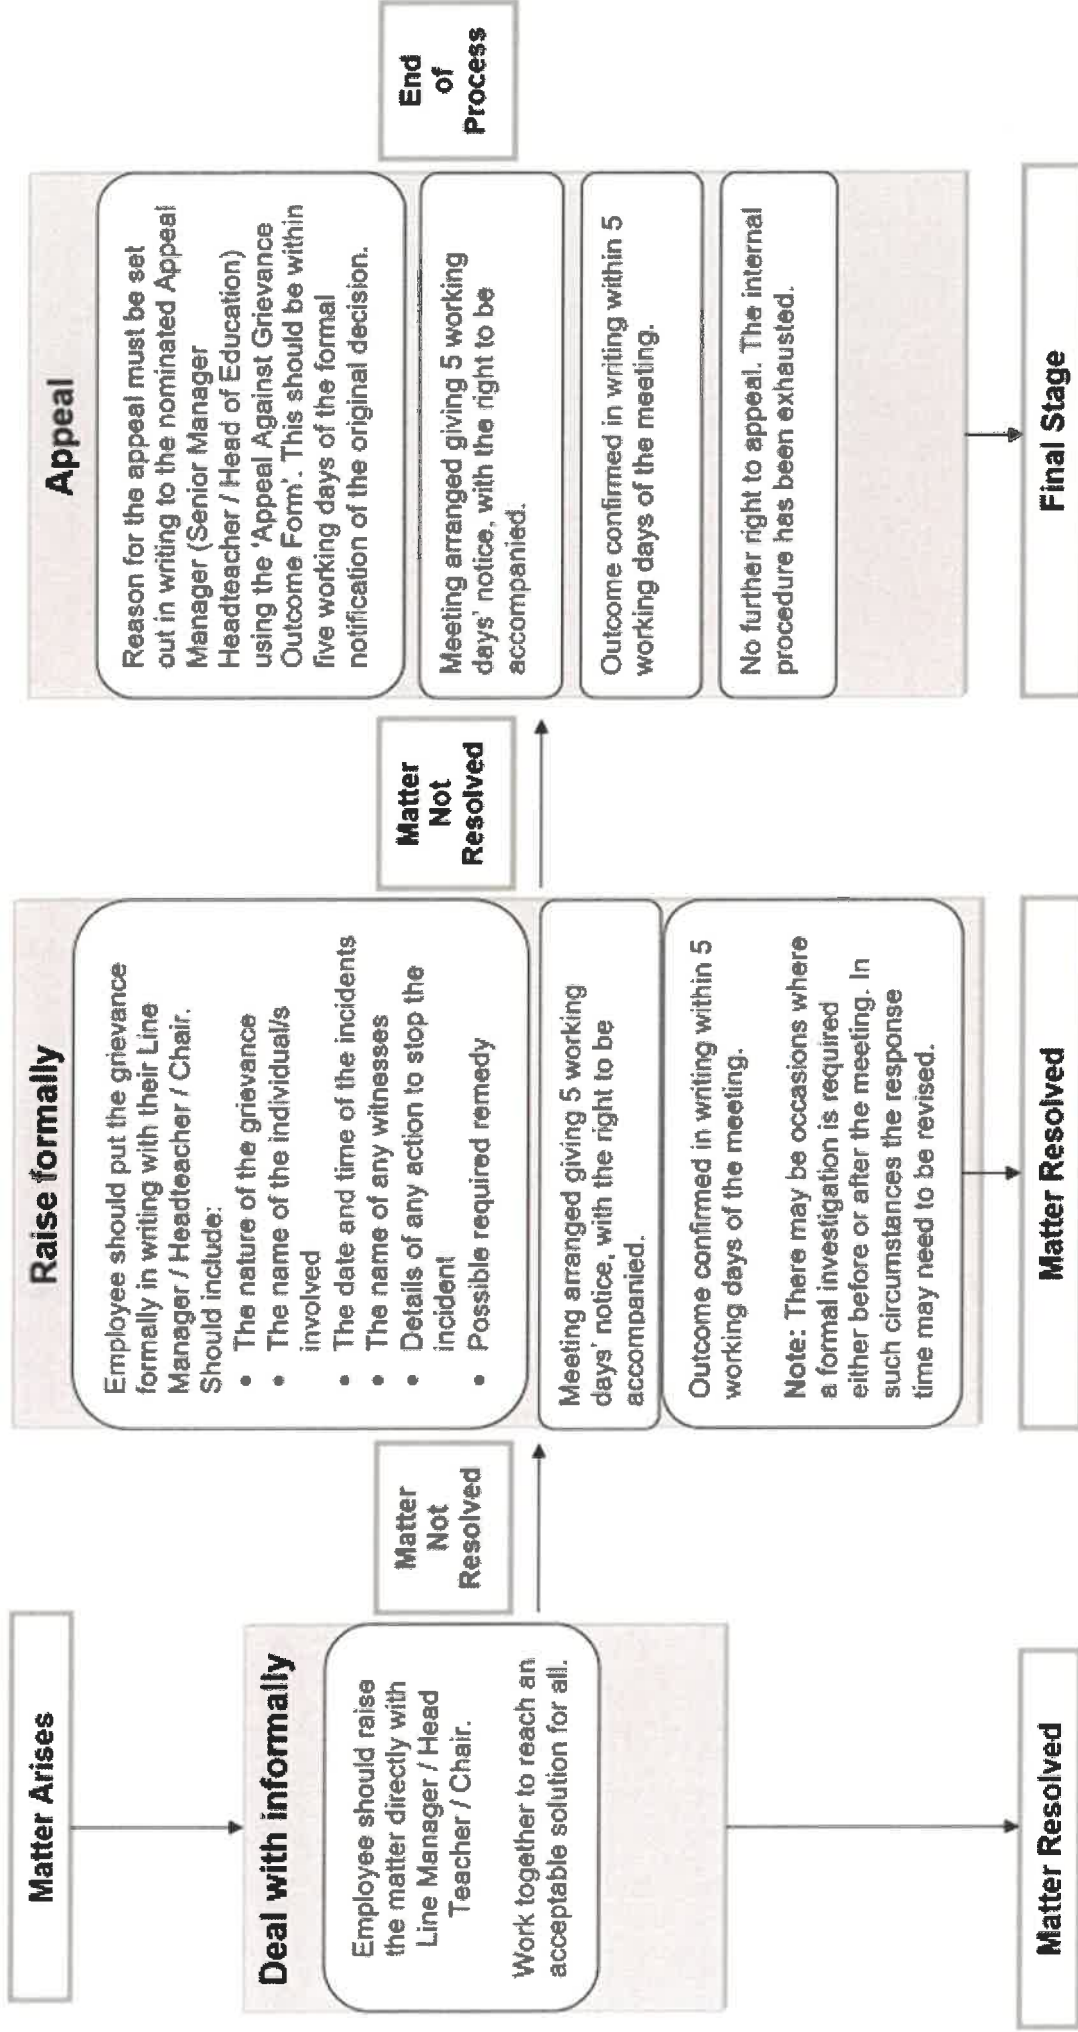 Matter Arises
Deal with informally
Employee should raise
the matter directly with
Line Manager / Head
Teacher / Chair.
Work together to reach an
acceptable solution for all.
Matter Resolved
Matter
Not
Resolved
Raise formally
Employee should put the grievance
formally in writing with their Line
Manager / Headteacher / Chair.
Should include:
• The nature of the grievance
• The name of the individual/s
involved
• The date and time of the incidents
• The name of any witnesses
• Details of any action to stop the
incident
• Possible required remedy
Meeting arranged giving 5 working
days' notice, with the right to be
accompanied.
Outcome confirmed in writing within 5
working days of the meeting.
Note: There may be occasions where
a formal investigation is required
either before or after the meeting. In
such circumstances the response
time may need to be revised.
Matter Resolved
Matter
Not
Resolved
Appeal
Reason for the appeal must be set
out in writing to the nominated Appeal
Manager (Senior Manager
Headteacher / Head of Education)
using the 'Appeal Against Grievance
Outcome Form'. This should be within
five working days of the formal
notification of the original decision.
Meeting arranged giving 5 working
days' notice, with the right to be
accompanied.
Outcome confirmed in writing within 5
working days of the meeting.
No further right to appeal. The internal
procedure has been exhausted.
Final Stage
End
of
Process